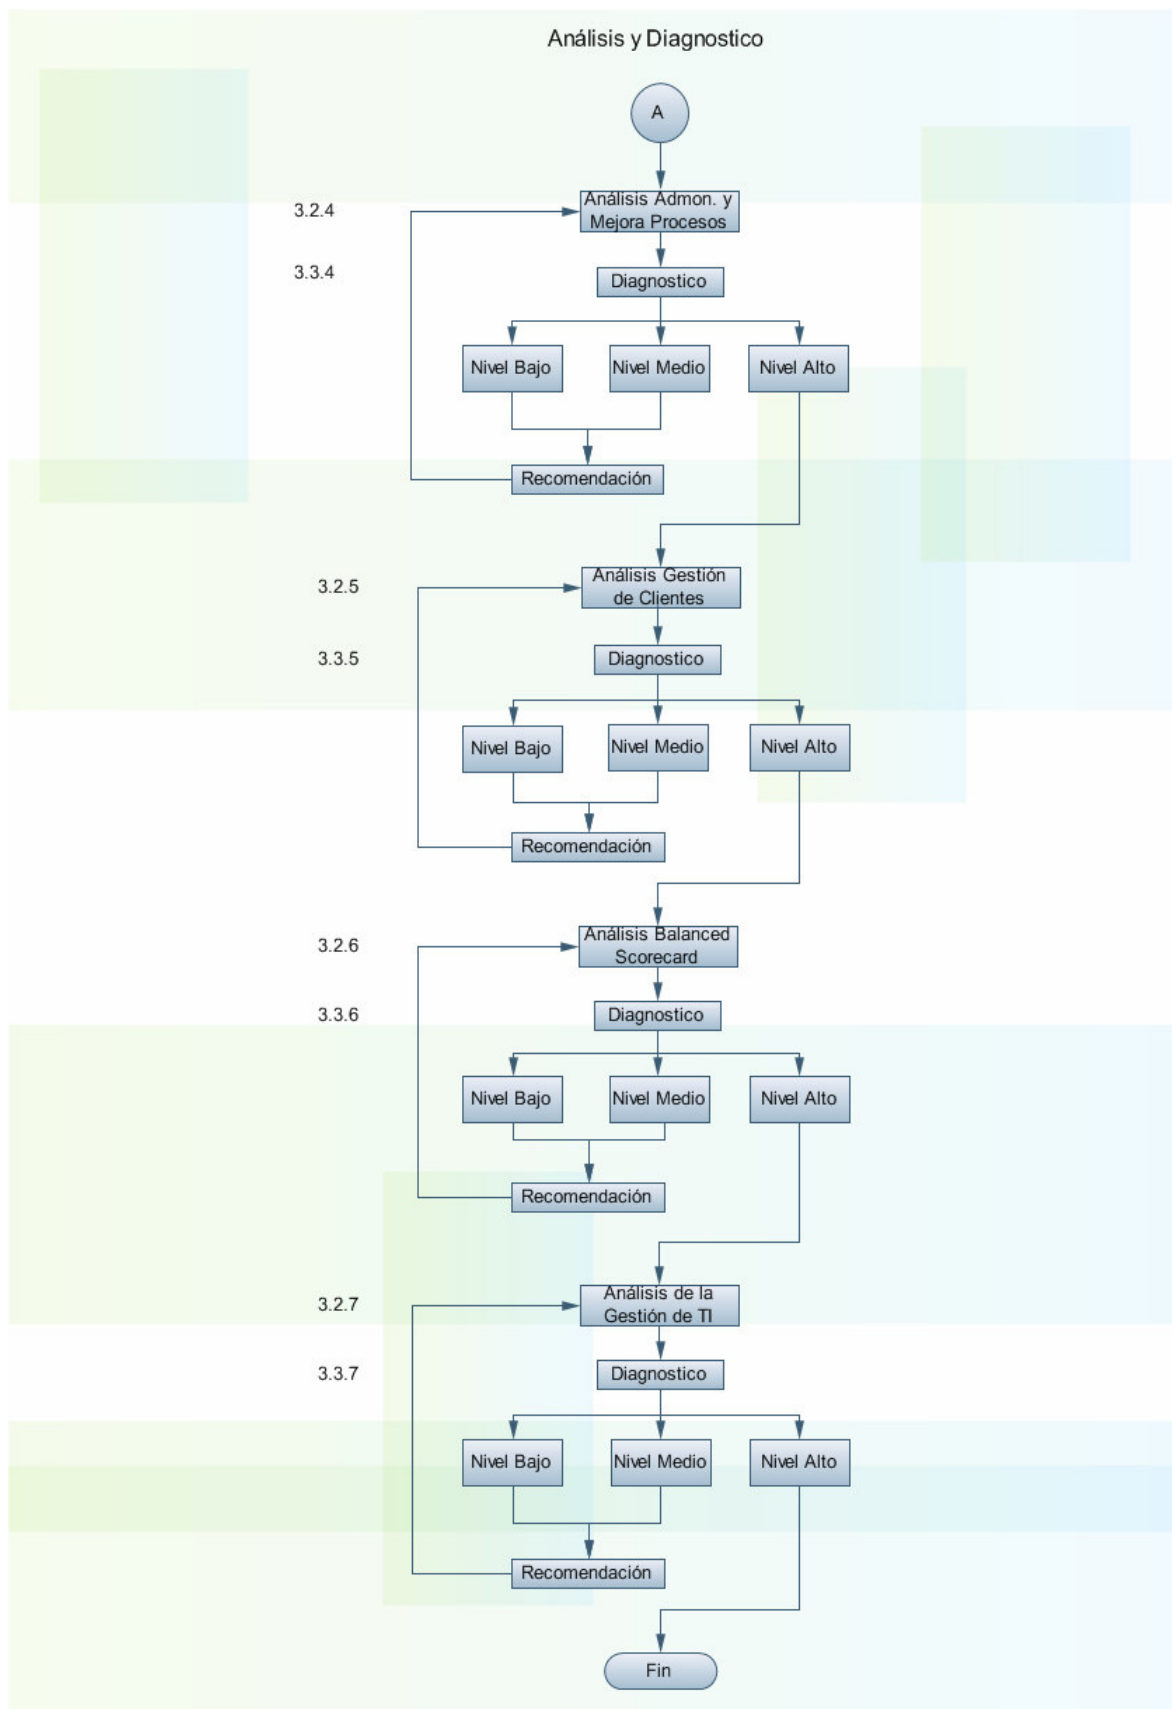 Análisis y Diagnostico
A
3.2.4
Análisis Admon. y
Mejora Procesos
3.3.4
Diagnostico
Nivel Bajo
Nivel Medio
Nivel Alto
Recomendación
3.2.5
Análisis Gestión
de Clientes
3.3.5
Diagnostico
Nivel Bajo
Nivel Medio
Nivel Alto
Recomendación
3.2.6
Análisis Balanced
Scorecard
3.3.6
Diagnostico
Nivel Bajo
Nivel Medio
Nivel Alto
Recomendación
3.2.7
Análisis de la
Gestión de TI
3.3.7
Diagnostico
Nivel Bajo
Nivel Medio
Nivel Alto
Recomendación
Fin